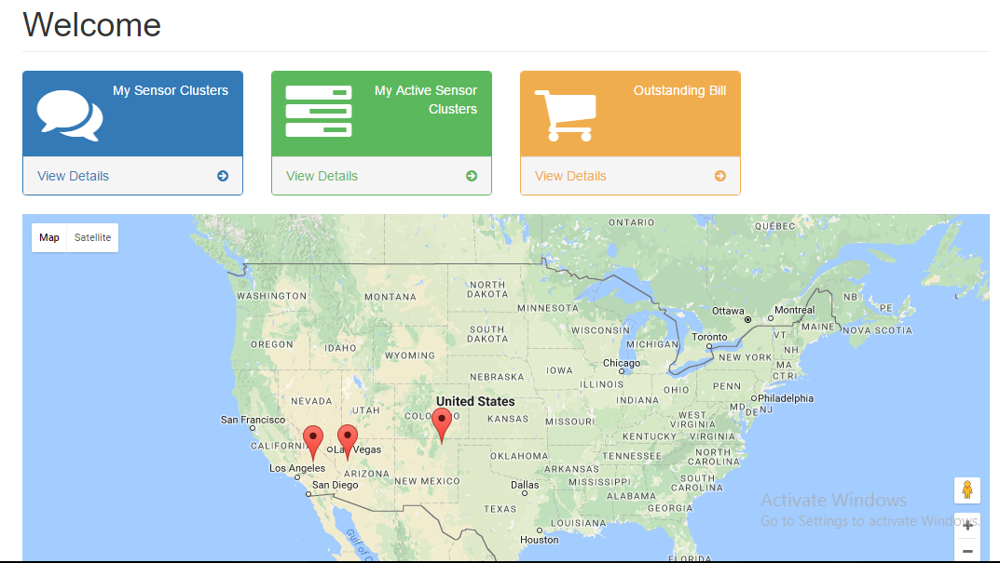 Welcome
My Sensor Clusters
View Details
My Active Sensor
Clusters
View Details
Outstanding Bill
View Details
Map
Satellite
ONTARIO
QUÉBEC
WASHINGTON
MONTANA
NORTH
DAKOTA
MINNESOTA
Ottawa
Montreal
NB
PE
MAINE
NOVA SCOTIA
OREGON
IDAHO
SOUTH
DAKOTA
WISCONSIN
MICHIGAN
Toronto
VT
NH
WYOMING
NEW YORK
MA
CT
RI
Chicago
IOWA
NEBRASKA
ILLINOIS
INDIANA
OHIO
PENN
Philadelphia
NEVADA
UTAH
United States
COLORADO
KANSAS
MISSOURI
WEST
VIRGINIA
MD
DE
NJ
San Francisco
CALIFORNIA
Las Vegas
KENTUCKY
VIRGINIA
Los Angeles
ARIZONA
NEW MEXICO
OKLAHOMA
ARKANSAS
TENNESSEE
NORTH
CAROLINA
San Diego
Dallas
MISSISSIPPI
ALABAMA
SOUTH
CAROLINA
GEORGIA
TEXAS
LOUISIANA
Houston
Gulf of C
FLORIDA
Activate Windows
Go to Settings to activate Windows.